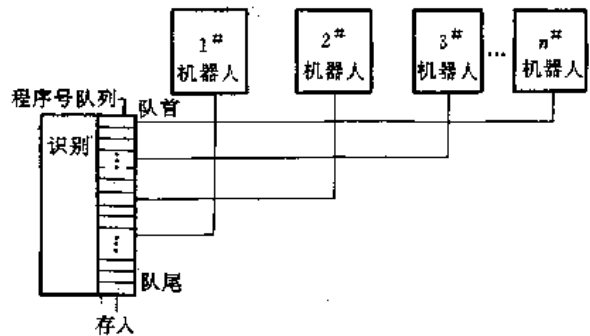 1# 2# 3# … n#
机器人 机器人 机器人 机器人
程序号队列 队首
识别
⋮
⋮
队尾
存入